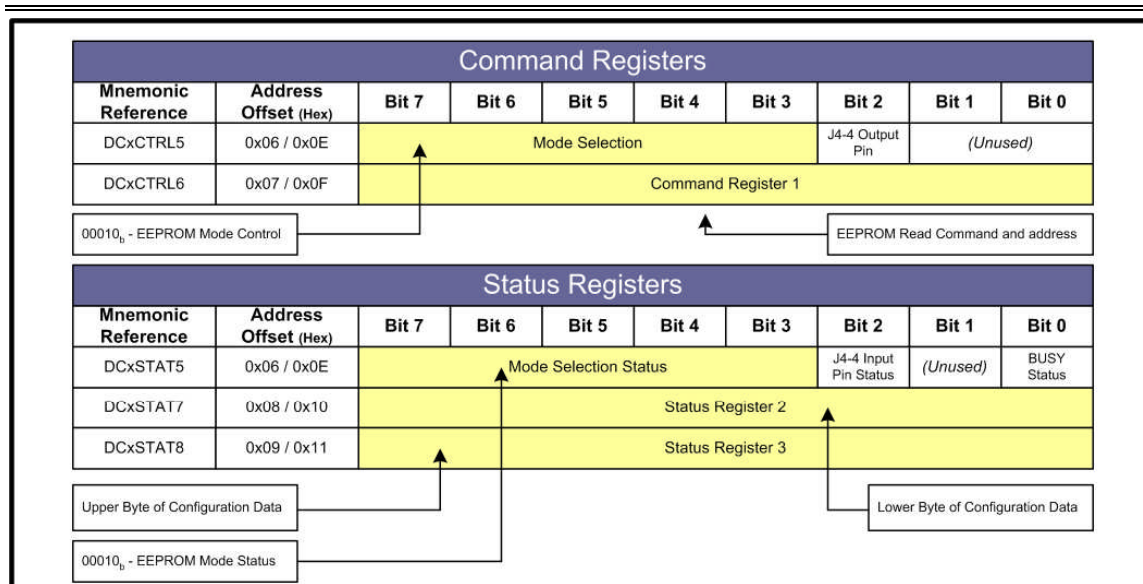 Command Registers
Mnemonic Reference Address Offset (Hex) Bit 7 Bit 6 Bit 5 Bit 4 Bit 3 Bit 2 Bit 1 Bit 0
DCxCTRL5 0x06 / 0x0E Mode Selection J4-4 Output Pin (Unused)
DCxCTRL6 0x07 / 0x0F Command Register 1
00010b - EEPROM Mode Control EEPROM Read Command and address
Status Registers
Mnemonic Reference Address Offset (Hex) Bit 7 Bit 6 Bit 5 Bit 4 Bit 3 Bit 2 Bit 1 Bit 0
DCxSTAT5 0x06 / 0x0E Mode Selection Status J4-4 Input Pin Status (Unused) BUSY Status
DCxSTAT7 0x08 / 0x10 Status Register 2
DCxSTAT8 0x09 / 0x11 Status Register 3
Upper Byte of Configuration Data Lower Byte of Configuration Data
00010b - EEPROM Mode Status